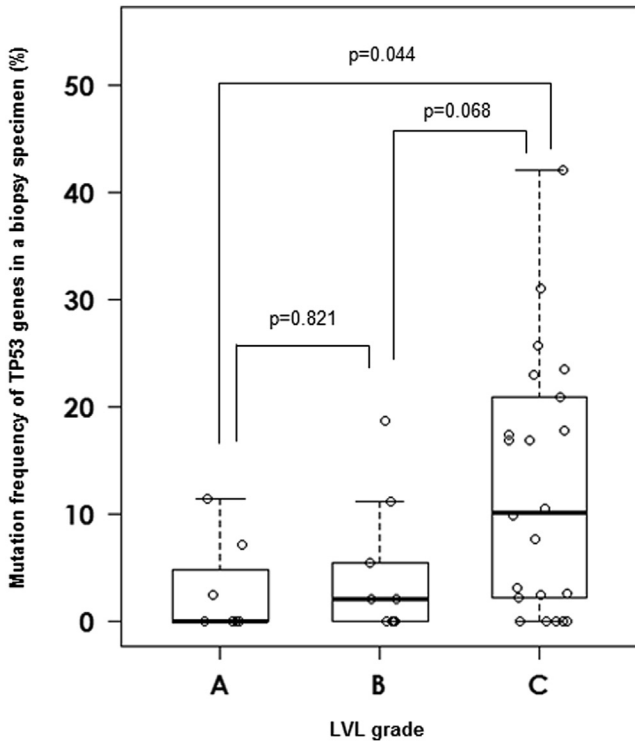 Mutation frequency of TP53 genes in a biopsy specimen (%)
50
40
30
20
10
0
p=0.044
p=0.068
p=0.821
A B C
LVL grade